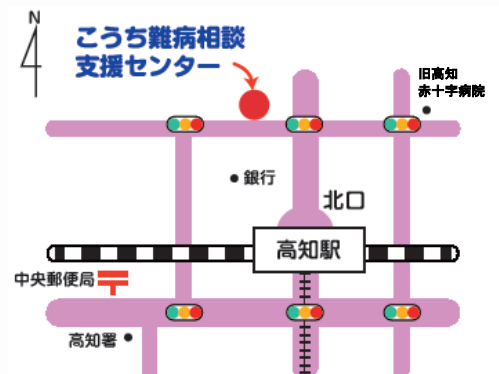 N
こうち難病相談
支援センター
旧高知
赤十字病院
銀行
北口
高知駅
中央郵便局
高知署